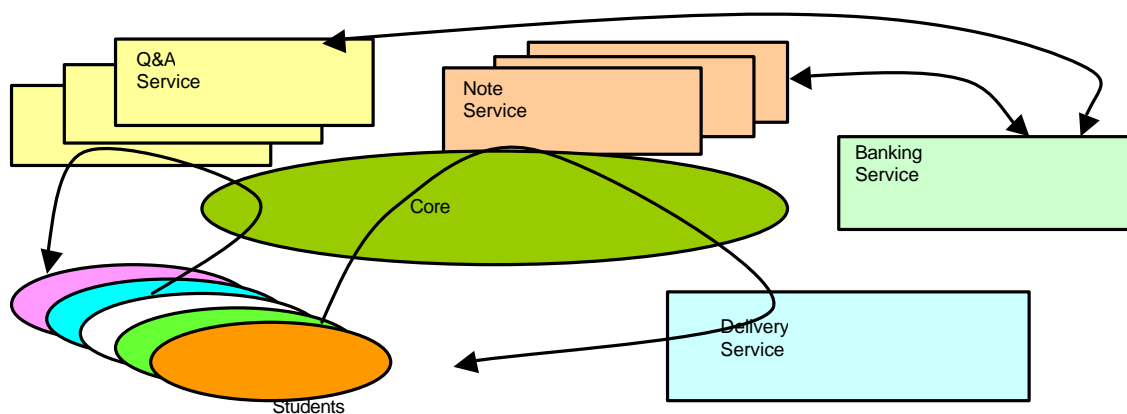 Q&A
Service
Note
Service
Banking
Service
Core
Delivery
Service
Students